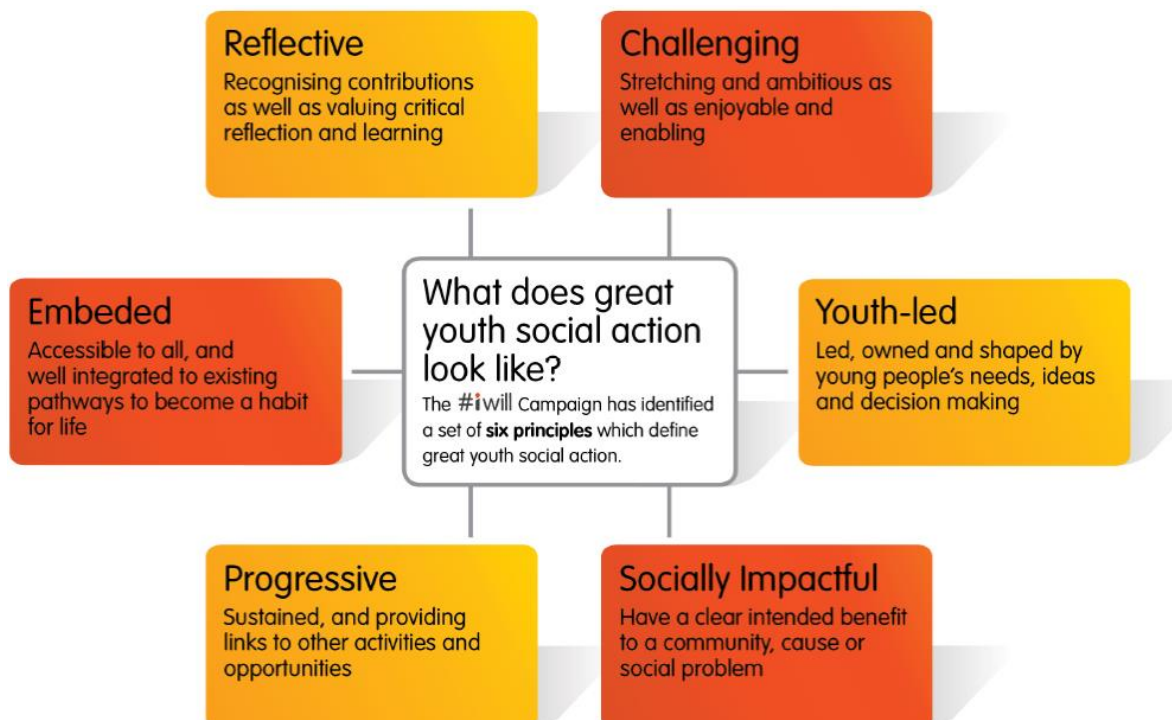 Reflective
Recognising contributions
as well as valuing critical
reflection and learning
Challenging
Stretching and ambitious as
well as enjoyable and
enabling
Embeded
Accessible to all, and
well integrated to existing
pathways to become a habit
for life
What does great
youth social action
look like?
The #iwill Campaign has identified
a set of six principles which define
great youth social action.
Youth-led
Led, owned and shaped by
young people's needs, ideas
and decision making
Progressive
Sustained, and providing
links to other activities and
opportunities
Socially Impactful
Have a clear intended benefit
to a community, cause or
social problem